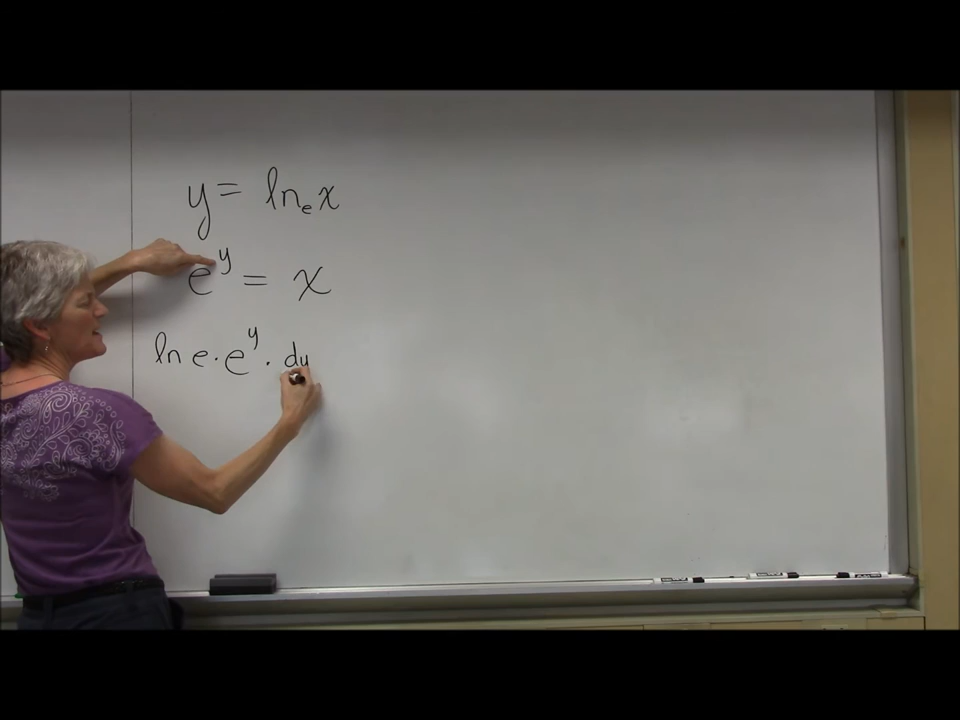 y = ln_e x
e^y = x
ln e · e^y · dy